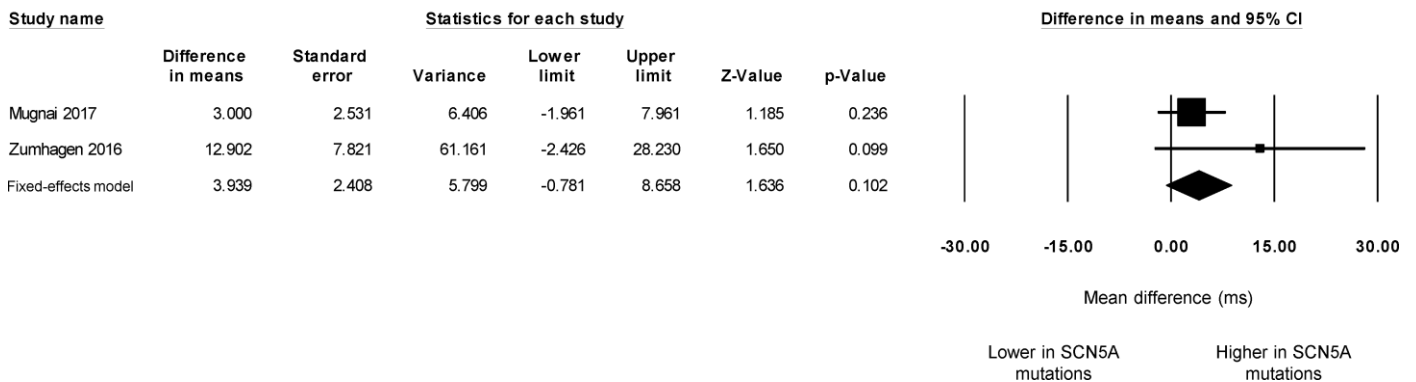 Study name Statistics for each study Difference in means and 95% CI
Difference in means Standard error Variance Lower limit Upper limit Z-Value p-Value
Mugnai 2017 3.000 2.531 6.406 -1.961 7.961 1.185 0.236
Zumhagen 2016 12.902 7.821 61.161 -2.426 28.230 1.650 0.099
Fixed-effects model 3.939 2.408 5.799 -0.781 8.658 1.636 0.102
-30.00 -15.00 0.00 15.00 30.00
Mean difference (ms)
Lower in SCN5A Higher in SCN5A
mutations mutations